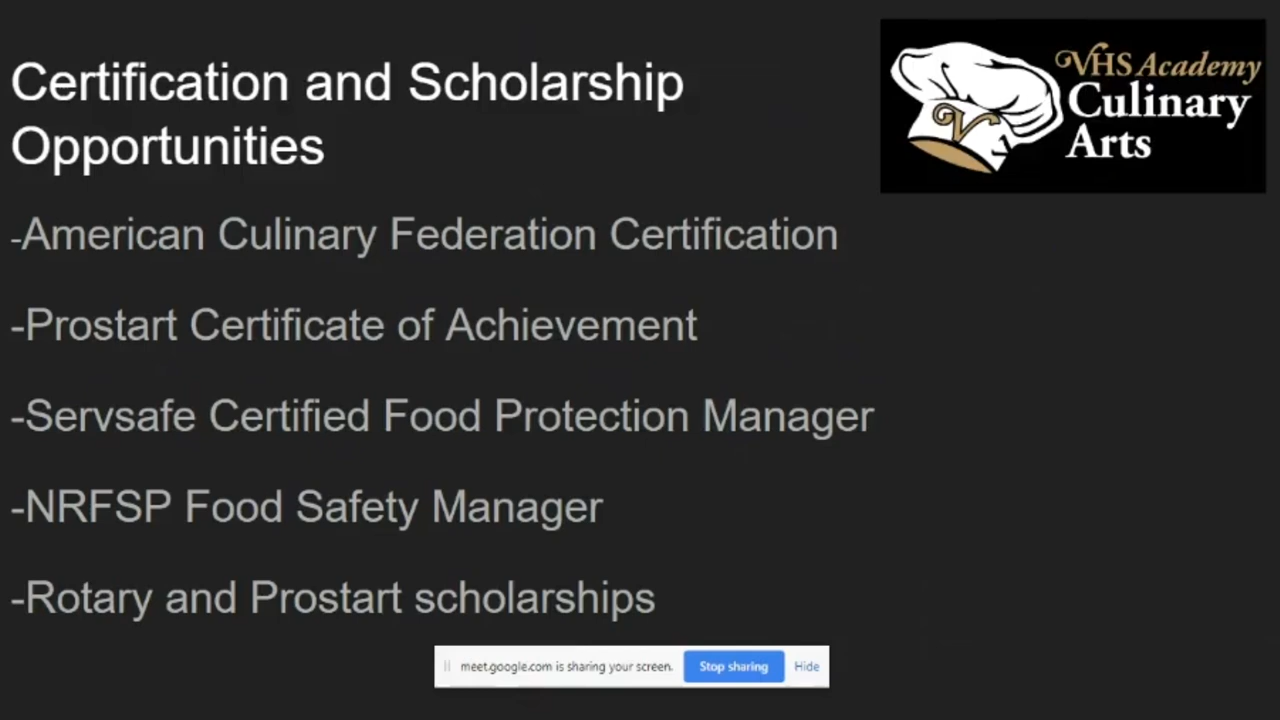 Certification and Scholarship
Opportunities
VHS Academy
Culinary
Arts
V
-American Culinary Federation Certification
-Prostart Certificate of Achievement
-Servsafe Certified Food Protection Manager
-NRFSP Food Safety Manager
-Rotary and Prostart scholarships
meet.google.com is sharing your screen. Stop sharing Hide